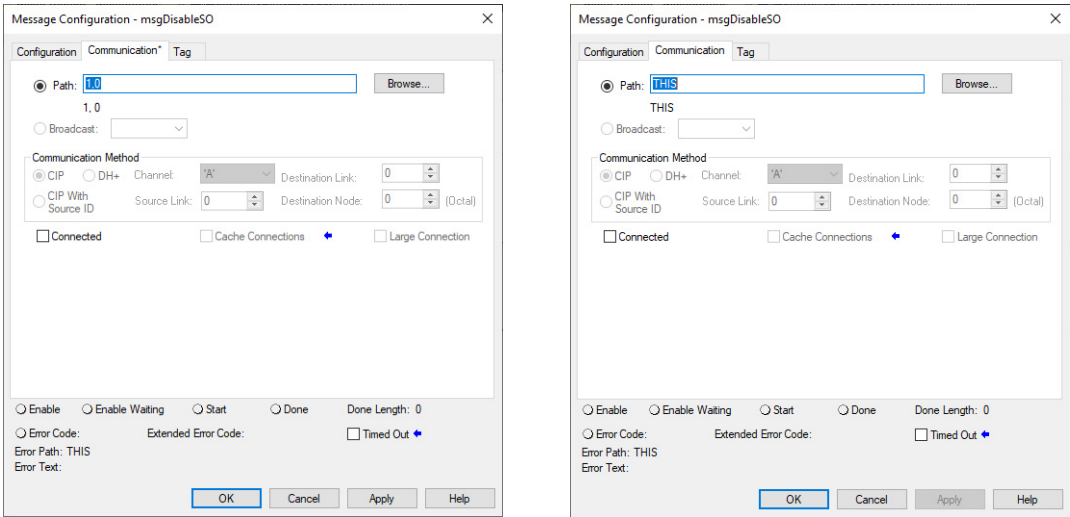 Message Configuration - msgDisableSO
Configuration Communication* Tag
Path: 1,0 Browse...
1, 0
Broadcast:
Communication Method
CIP DH+ Channel: 'A' Destination Link: 0
CIP With Source ID Source Link: 0 Destination Node: 0 (Octal)
Connected Cache Connections Large Connection
Enable Enable Waiting Start Done Done Length: 0
Error Code: Extended Error Code: Timed Out
Error Path: THIS
Error Text:
OK Cancel Apply Help
Message Configuration - msgDisableSO
Configuration Communication Tag
Path: THIS Browse...
THIS
Broadcast:
Communication Method
CIP DH+ Channel: 'A' Destination Link: 0
CIP With Source ID Source Link: 0 Destination Node: 0 (Octal)
Connected Cache Connections Large Connection
Enable Enable Waiting Start Done Done Length: 0
Error Code: Extended Error Code: Timed Out
Error Path: THIS
Error Text:
OK Cancel Apply Help